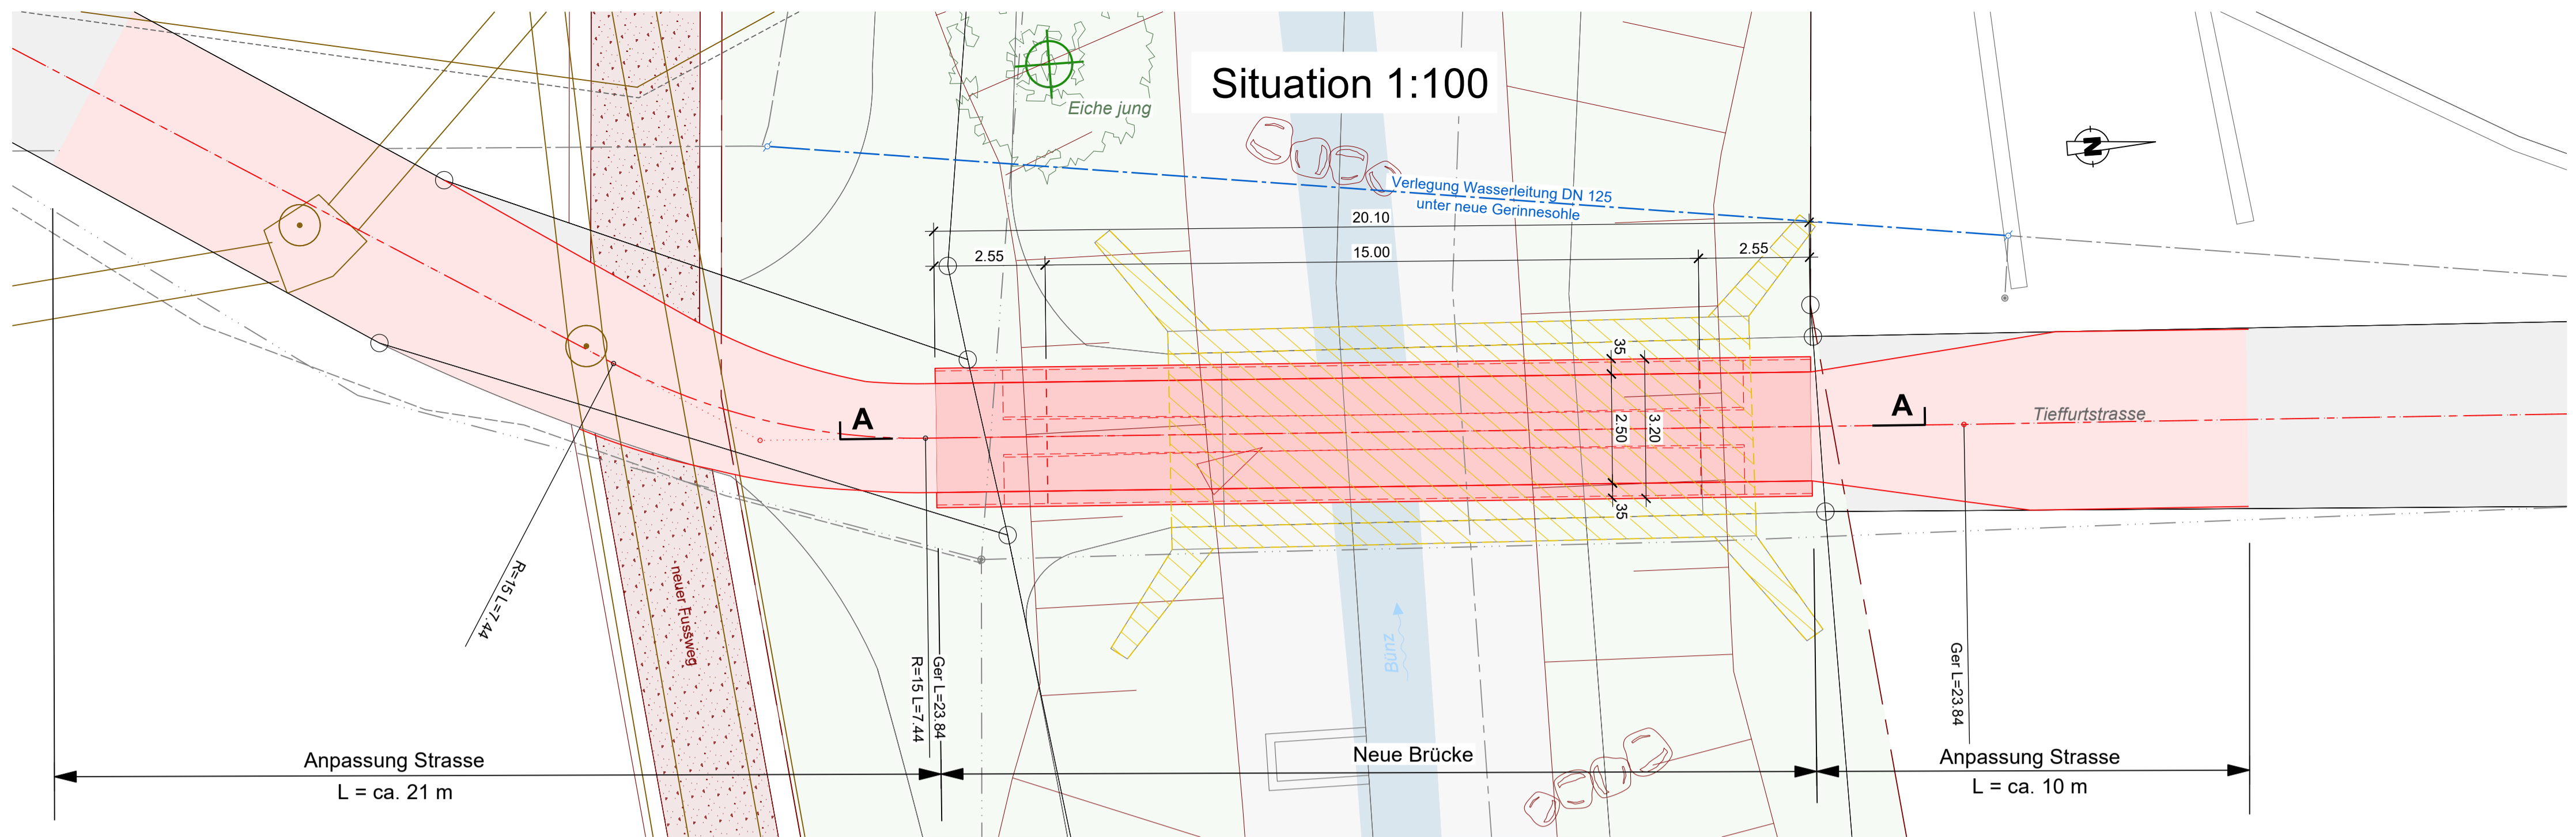 Situation 1:100
Eiche jung
N
Verlegung Wasserleitung DN 125
unter neue Gerinnesohle
20.10
2.55
15.00
2.55
35
2.50
3.20
35
A
A
Tieffurtstrasse
R=15 L=7.44
neuer Fussweg
R=15 L=7.44
Ger L=23.84
Bünz
Ger L=23.84
Anpassung Strasse
L = ca. 21 m
Neue Brücke
Anpassung Strasse
L = ca. 10 m